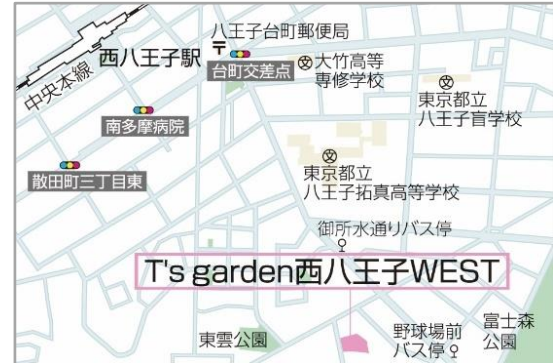 八王子台町郵便局
西八王子駅
台町交差点
大竹高等
専修学校
中央本線
東京都立
八王子盲学校
南多摩病院
散田町三丁目東
東京都立
八王子拓真高等学校
御所水通りバス停
T's garden西八王子WEST
東雲公園
野球場前
バス停
富士森
公園